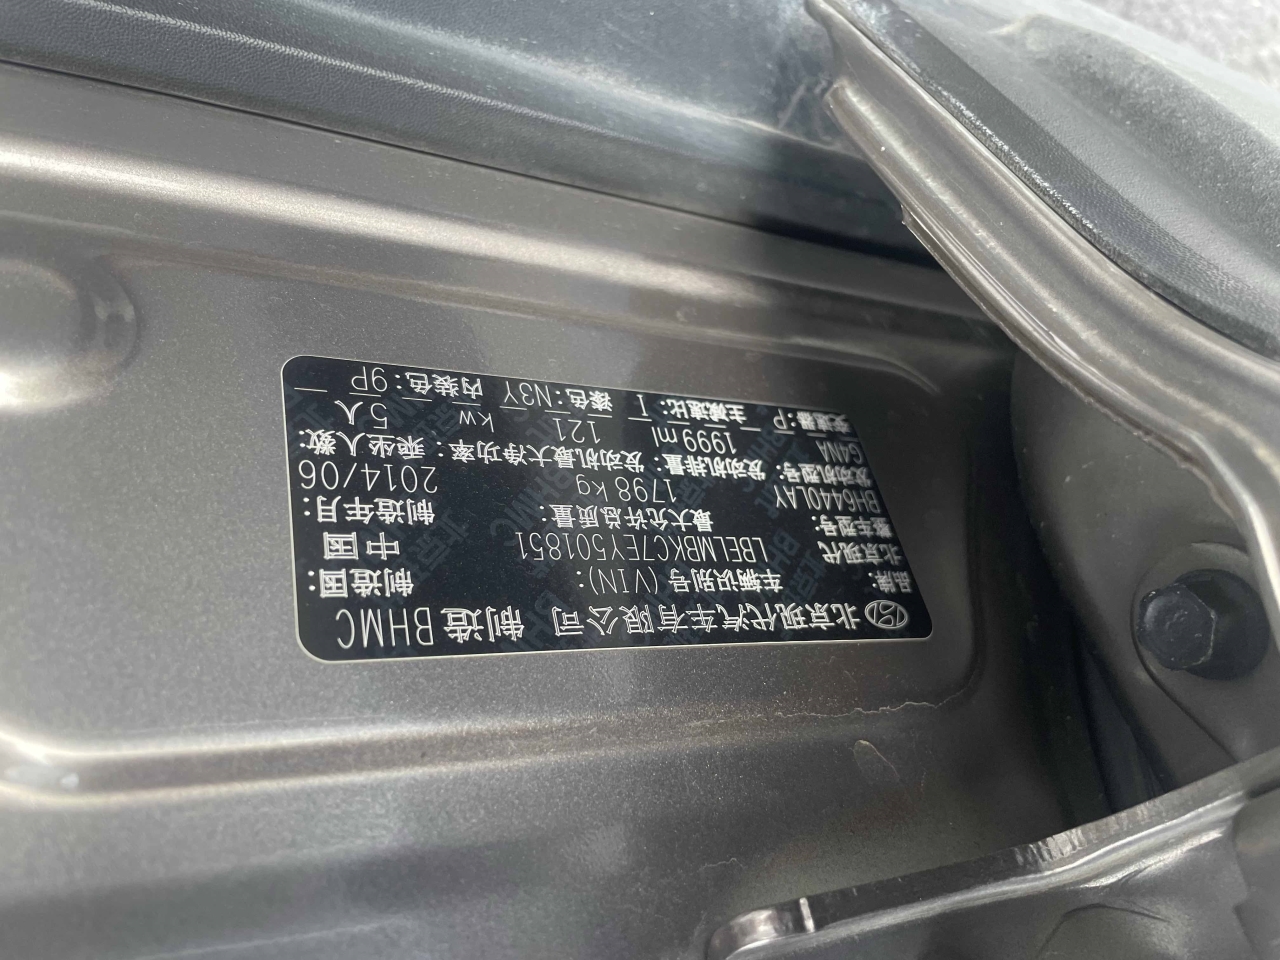 北京现代汽车有限公司 制造 BHMC
品牌: 车辆识别号 (VIN): 制造国:
北京现代 LBELMBKC7EY501851 中国
整车型号: 最大允许总质量: 制造年月:
BH6440LAY 1798 kg 2014/06
发动机型号: 发动机排量: 发动机最大净功率: 乘坐人数:
G4NA 1999 ml 121 kw 5人
变速器: P 主减速比: I 漆色: N3Y 内装色: 9P —